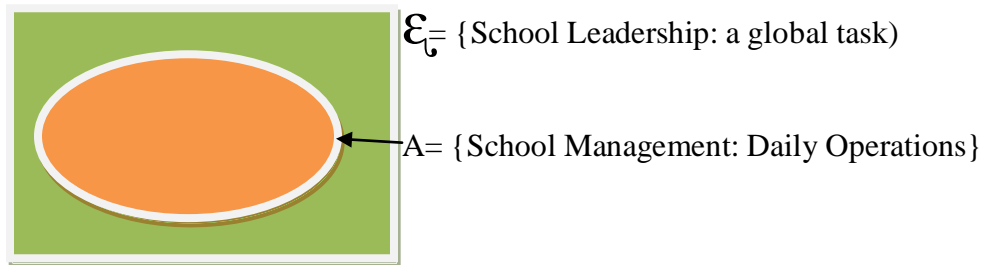 Ɛ = {School Leadership: a global task)
A= {School Management: Daily Operations}